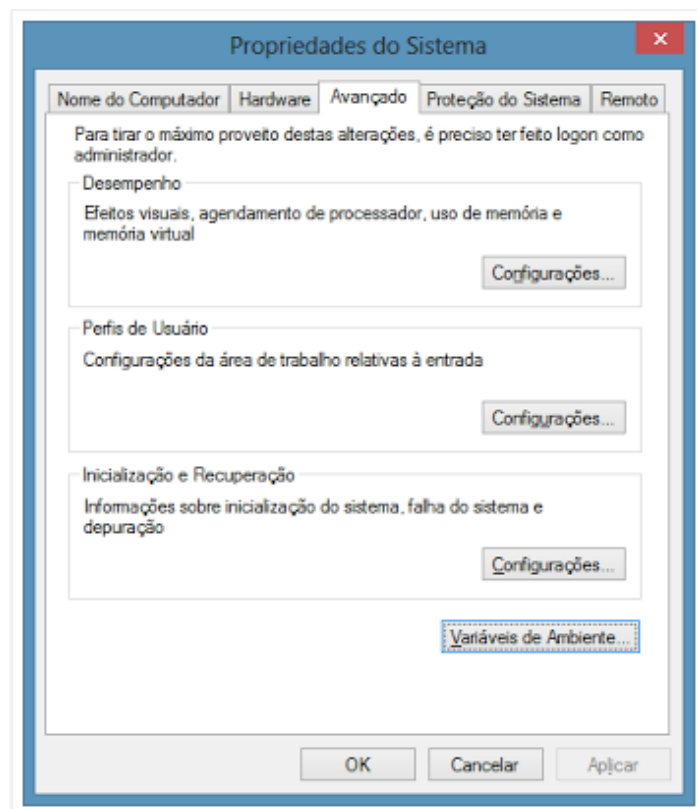 Propriedades do Sistema
Nome do Computador Hardware Avançado Proteção do Sistema Remoto
Para tirar o máximo proveito destas alterações, é preciso ter feito logon como
administrador.
Desempenho
Efeitos visuais, agendamento de processador, uso de memória e
memória virtual
Configurações...
Perfis de Usuário
Configurações da área de trabalho relativas à entrada
Configurações...
Inicialização e Recuperação
Informações sobre inicialização do sistema, falha do sistema e
depuração
Configurações...
Variáveis de Ambiente...
OK Cancelar Aplicar